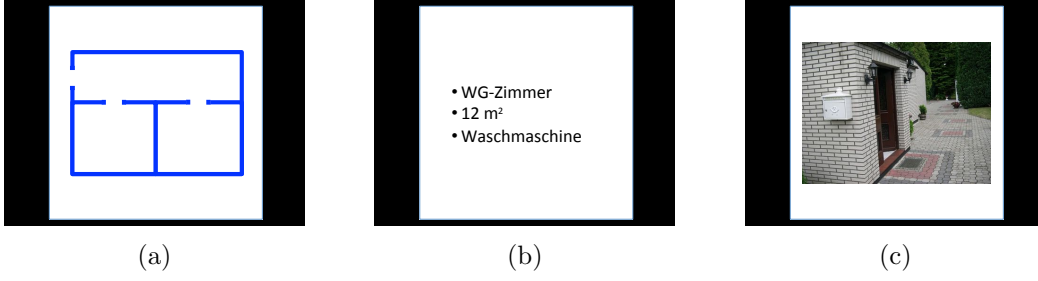 • WG-Zimmer
• 12 m²
• Waschmaschine
(a)
(b)
(c)